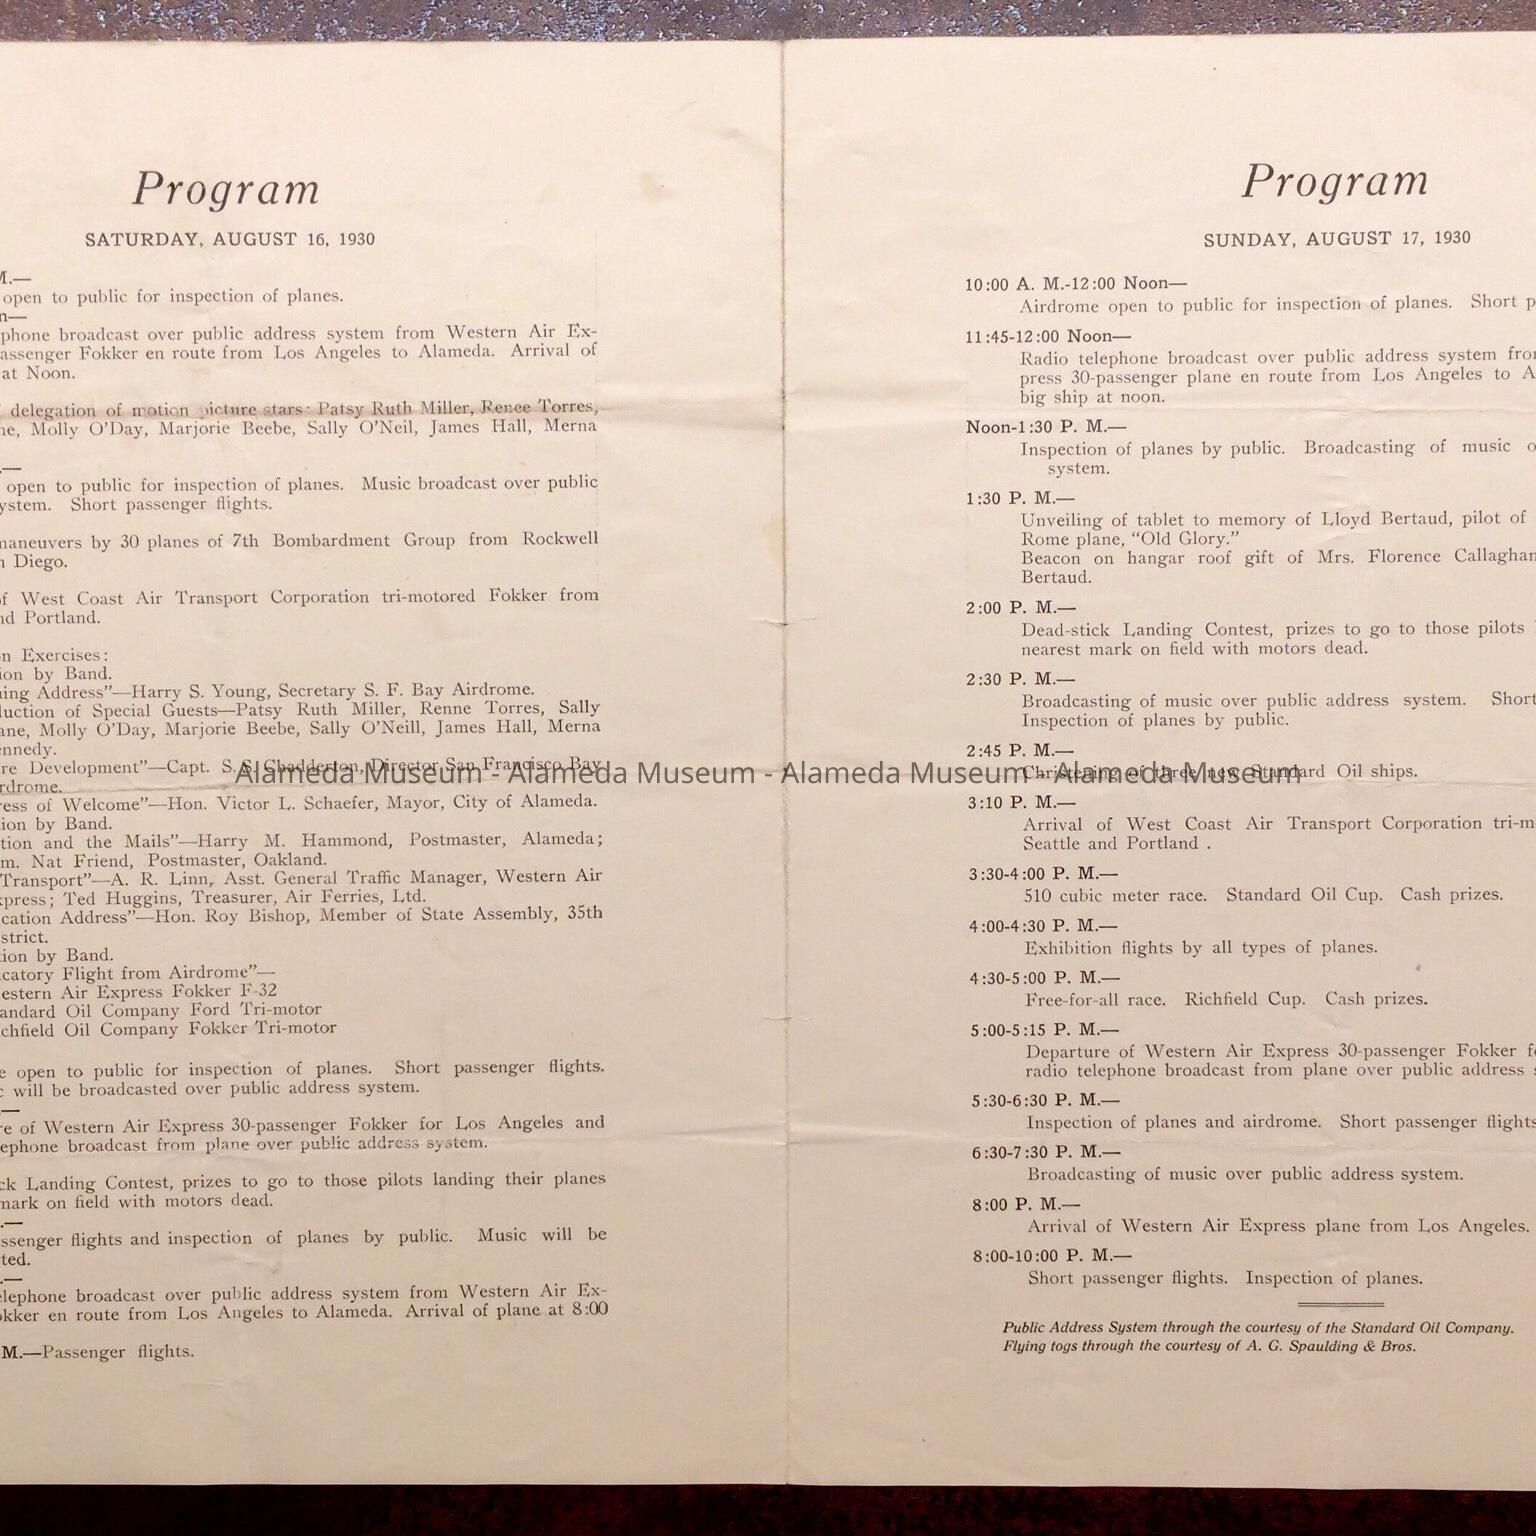 Program
SATURDAY, AUGUST 16, 1930
M.—
open to public for inspection of planes.
n—
phone broadcast over public address system from Western Air Ex-
assenger Fokker en route from Los Angeles to Alameda. Arrival of
at Noon.
delegation of motion picture stars: Patsy Ruth Miller, Renee Torres,
ne, Molly O'Day, Marjorie Beebe, Sally O'Neil, James Hall, Merna
.—
open to public for inspection of planes. Music broadcast over public
ystem. Short passenger flights.
maneuvers by 30 planes of 7th Bombardment Group from Rockwell
n Diego.
of West Coast Air Transport Corporation tri-motored Fokker from
nd Portland.
n Exercises:
ion by Band.
ning Address”—Harry S. Young, Secretary S. F. Bay Airdrome.
duction of Special Guests—Patsy Ruth Miller, Renne Torres, Sally
ane, Molly O'Day, Marjorie Beebe, Sally O'Neill, James Hall, Merna
ennedy.
re Development”—Capt. S. S. Chadderton, Director San Francisco Bay
rdrome.
ress of Welcome”—Hon. Victor L. Schaefer, Mayor, City of Alameda.
ion by Band.
tion and the Mails”—Harry M. Hammond, Postmaster, Alameda;
m. Nat Friend, Postmaster, Oakland.
Transport”—A. R. Linn, Asst. General Traffic Manager, Western Air
xpress; Ted Huggins, Treasurer, Air Ferries, Ltd.
cation Address”—Hon. Roy Bishop, Member of State Assembly, 35th
strict.
tion by Band.
catory Flight from Airdrome”—
estern Air Express Fokker F-32
andard Oil Company Ford Tri-motor
chfield Oil Company Fokker Tri-motor
e open to public for inspection of planes. Short passenger flights.
c will be broadcasted over public address system.
—
re of Western Air Express 30-passenger Fokker for Los Angeles and
ephone broadcast from plane over public address system.
ck Landing Contest, prizes to go to those pilots landing their planes
mark on field with motors dead.
.—
ssenger flights and inspection of planes by public. Music will be
ted.
.—
elephone broadcast over public address system from Western Air Ex-
okker en route from Los Angeles to Alameda. Arrival of plane at 8:00
M.—Passenger flights.
Program
SUNDAY, AUGUST 17, 1930
10:00 A. M.-12:00 Noon—
Airdrome open to public for inspection of planes. Short p
11:45-12:00 Noon—
Radio telephone broadcast over public address system fro
press 30-passenger plane en route from Los Angeles to A
big ship at noon.
Noon-1:30 P. M.—
Inspection of planes by public. Broadcasting of music o
system.
1:30 P. M.—
Unveiling of tablet to memory of Lloyd Bertaud, pilot of
Rome plane, “Old Glory.”
Beacon on hangar roof gift of Mrs. Florence Callaghan
Bertaud.
2:00 P. M.—
Dead-stick Landing Contest, prizes to go to those pilots
nearest mark on field with motors dead.
2:30 P. M.—
Broadcasting of music over public address system. Short
Inspection of planes by public.
2:45 P. M.—
Christening of three new Standard Oil ships.
3:10 P. M.—
Arrival of West Coast Air Transport Corporation tri-m
Seattle and Portland .
3:30-4:00 P. M.—
510 cubic meter race. Standard Oil Cup. Cash prizes.
4:00-4:30 P. M.—
Exhibition flights by all types of planes.
4:30-5:00 P. M.—
Free-for-all race. Richfield Cup. Cash prizes.
5:00-5:15 P. M.—
Departure of Western Air Express 30-passenger Fokker f
radio telephone broadcast from plane over public address s
5:30-6:30 P. M.—
Inspection of planes and airdrome. Short passenger flights
6:30-7:30 P. M.—
Broadcasting of music over public address system.
8:00 P. M.—
Arrival of Western Air Express plane from Los Angeles.
8:00-10:00 P. M.—
Short passenger flights. Inspection of planes.
Public Address System through the courtesy of the Standard Oil Company.
Flying togs through the courtesy of A. G. Spaulding & Bros.
Alameda Museum - Alameda Museum - Alameda Museum - Alameda Museum